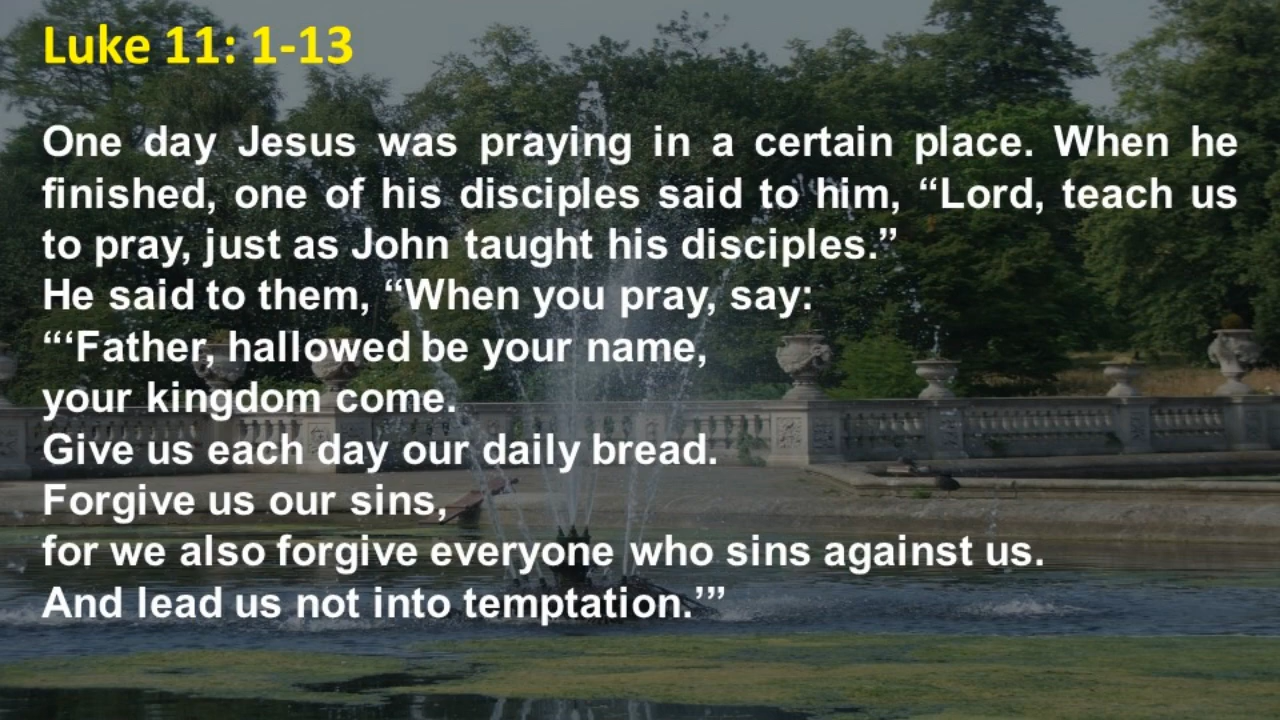 Luke 11: 1-13
One day Jesus was praying in a certain place. When he
finished, one of his disciples said to him, “Lord, teach us
to pray, just as John taught his disciples.”
He said to them, “When you pray, say:
“‘Father, hallowed be your name,
your kingdom come.
Give us each day our daily bread.
Forgive us our sins,
for we also forgive everyone who sins against us.
And lead us not into temptation.’”